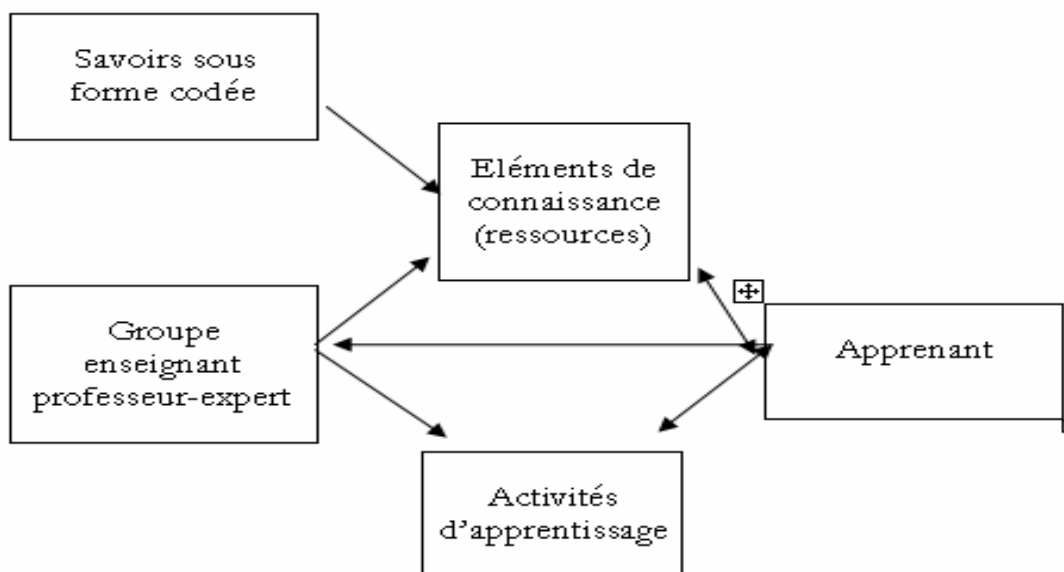 Savoirs sous
forme codée
Eléments de
connaissance
(ressources)
Groupe
enseignant
professeur-expert
Apprenant
Activités
d'apprentissage